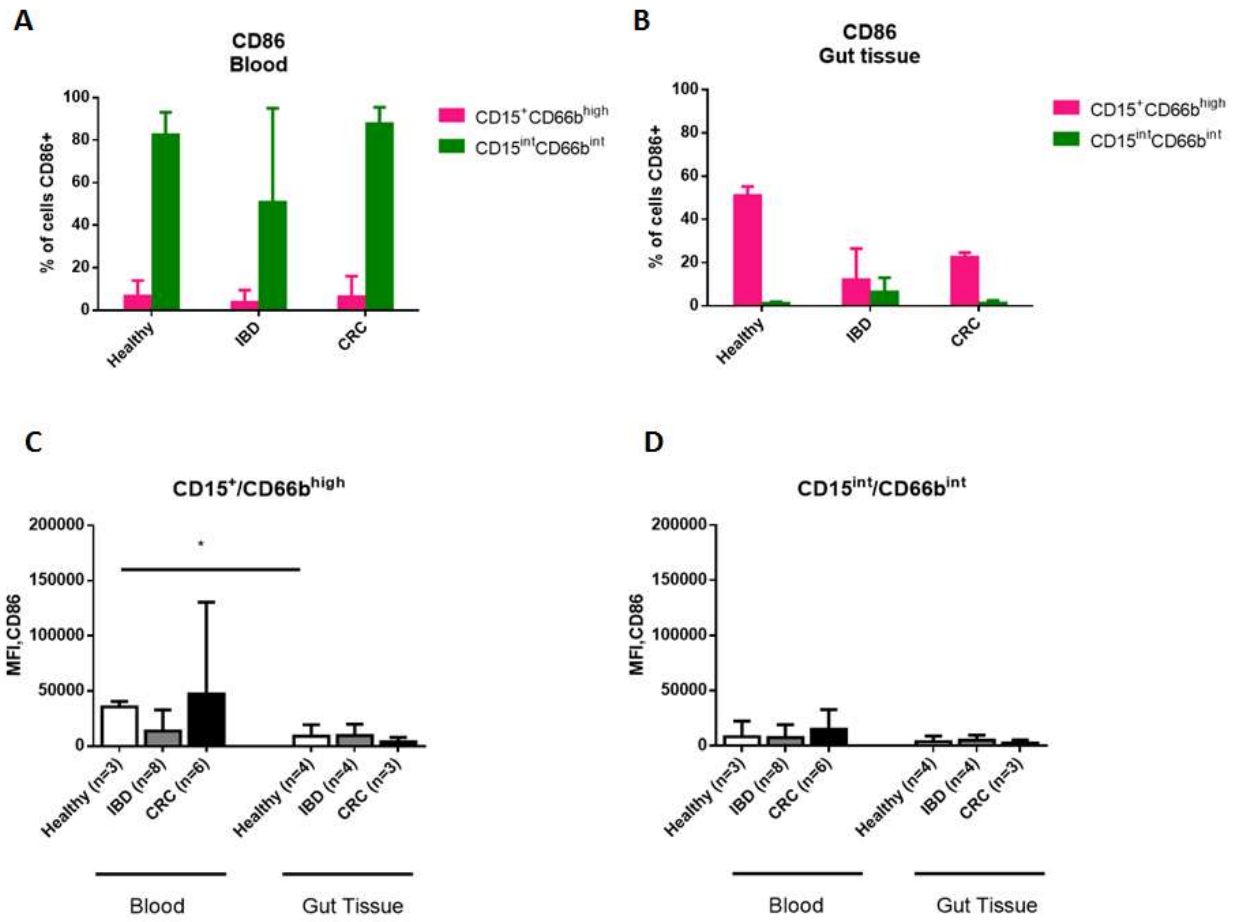 A
CD86
Blood
% of cells CD86+
100
80
60
40
20
0
Healthy
IBD
CRC
CD15⁺CD66bʰⁱᵍʰ
CD15ⁱⁿᵗCD66bⁱⁿᵗ
B
CD86
Gut tissue
% of cells CD86+
100
80
60
40
20
0
Healthy
IBD
CRC
CD15⁺CD66bʰⁱᵍʰ
CD15ⁱⁿᵗCD66bⁱⁿᵗ
C
CD15⁺/CD66bʰⁱᵍʰ
MFI,CD86
200000
150000
100000
50000
0
*
Healthy (n=3)
IBD (n=8)
CRC (n=6)
Healthy (n=4)
IBD (n=4)
CRC (n=3)
Blood
Gut Tissue
D
CD15ⁱⁿᵗ/CD66bⁱⁿᵗ
MFI,CD86
200000
150000
100000
50000
0
Healthy (n=3)
IBD (n=8)
CRC (n=6)
Healthy (n=4)
IBD (n=4)
CRC (n=3)
Blood
Gut Tissue